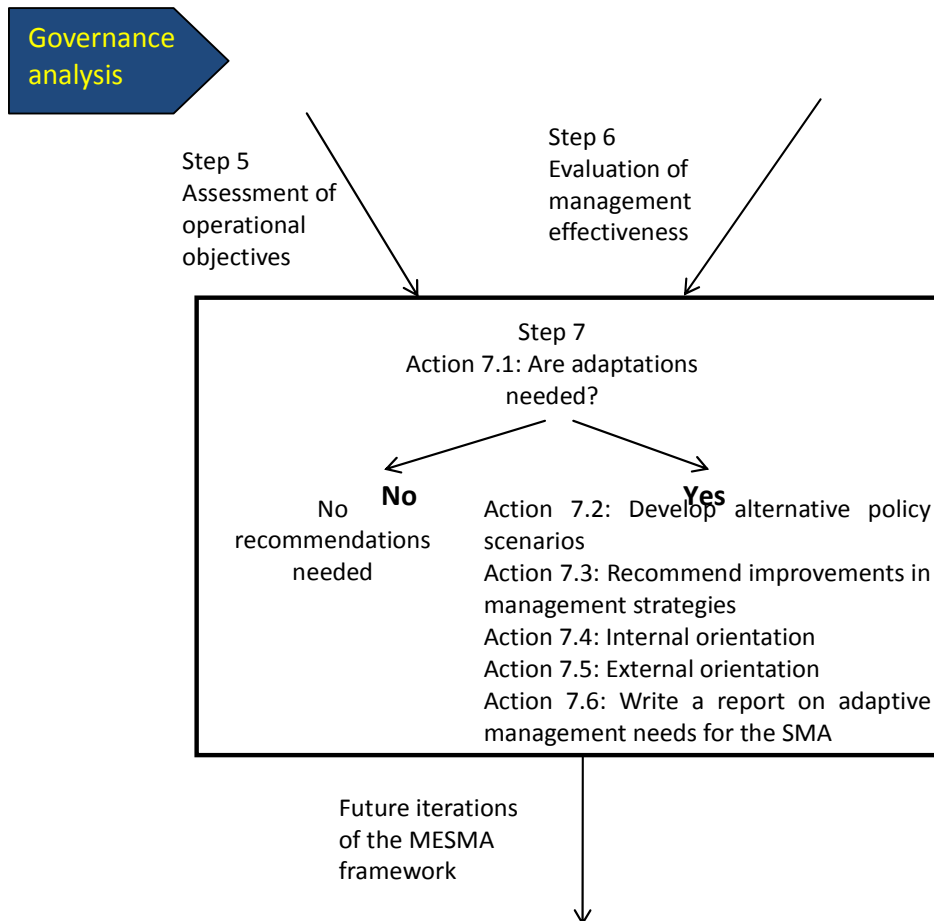 Governance
analysis
Step 5
Assessment of
operational
objectives
Step 6
Evaluation of
management
effectiveness
Step 7
Action 7.1: Are adaptations
needed?
No
No
recommendations
needed
Yes
Action 7.2: Develop alternative policy
scenarios
Action 7.3: Recommend improvements in
management strategies
Action 7.4: Internal orientation
Action 7.5: External orientation
Action 7.6: Write a report on adaptive
management needs for the SMA
Future iterations
of the MESMA
framework